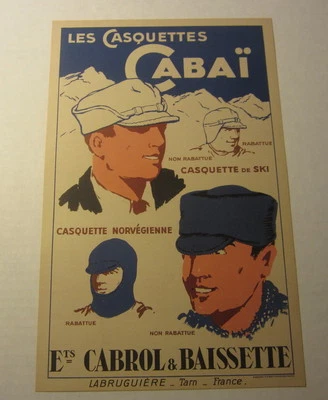 LES CASQUETTES
CABAÏ
RABATTUE
NON RABATTUE
CASQUETTE DE SKI
CASQUETTE NORVÉGIENNE
RABATTUE
NON RABATTUE
Ets CABROL & BAISSETTE
LABRUGUIÈRE _ Tarn _ France.